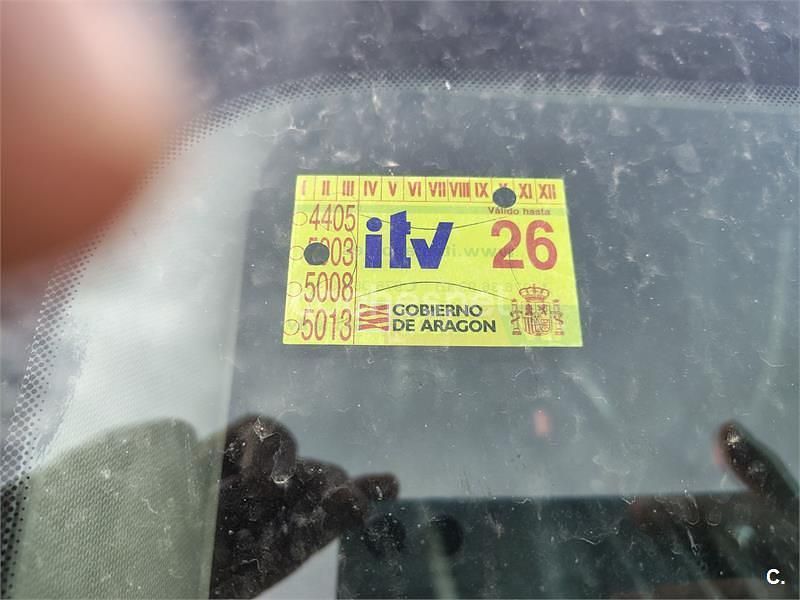 I II III IV V VI VII VIII IX X XI XII
Válido hasta
4405
5003
5008
5013
itv
26
GOBIERNO
DE ARAGON
C.